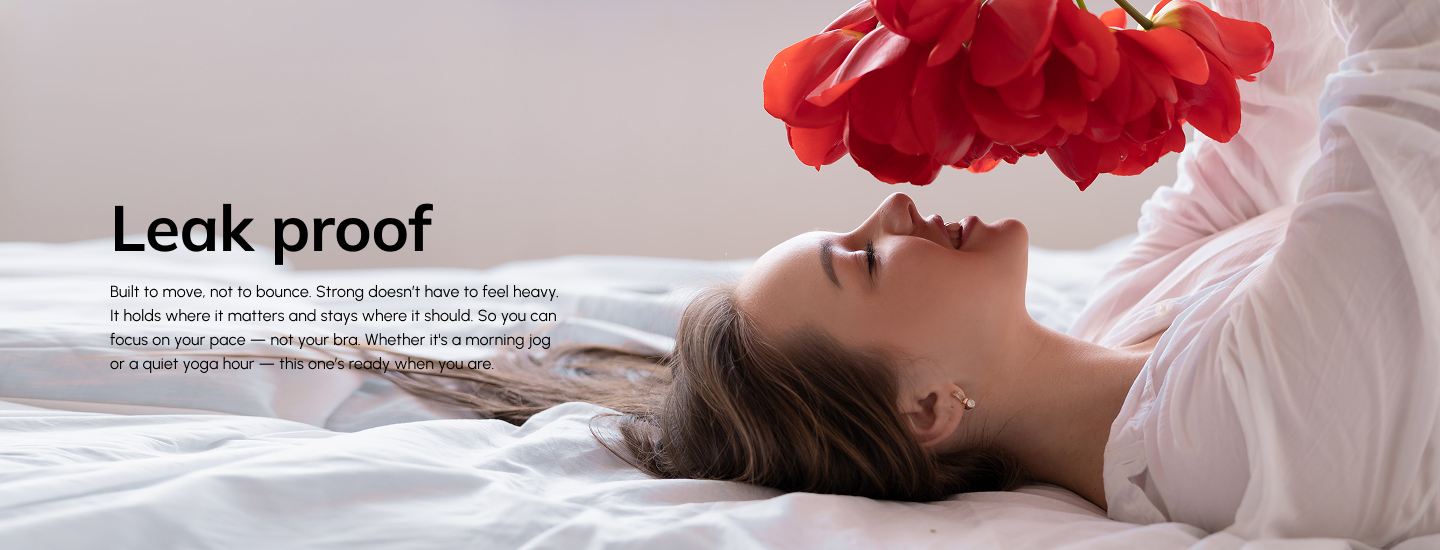 Leak proof
Built to move, not to bounce. Strong doesn’t have to feel heavy.
It holds where it matters and stays where it should. So you can
focus on your pace — not your bra. Whether it's a morning jog
or a quiet yoga hour — this one’s ready when you are.